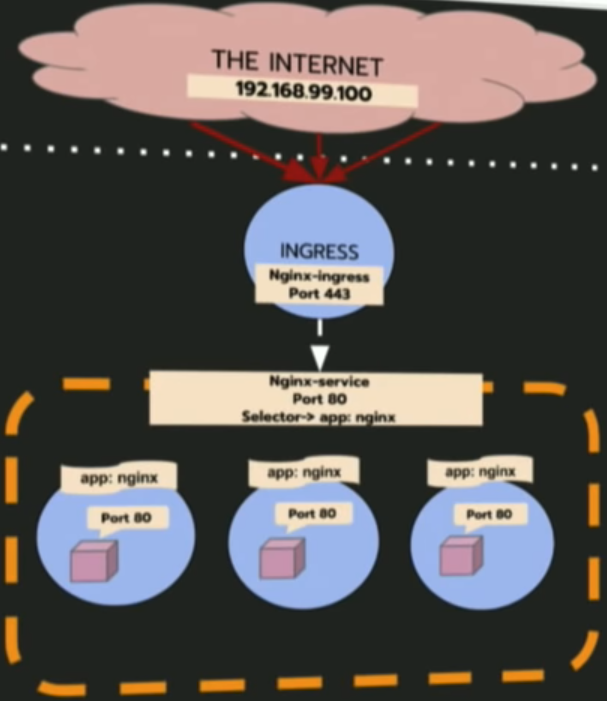 THE INTERNET
192.168.99.100
INGRESS
Nginx-ingress
Port 443
Nginx-service
Port 80
Selector-> app: nginx
app: nginx
app: nginx
app: nginx
Port 80
Port 80
Port 80